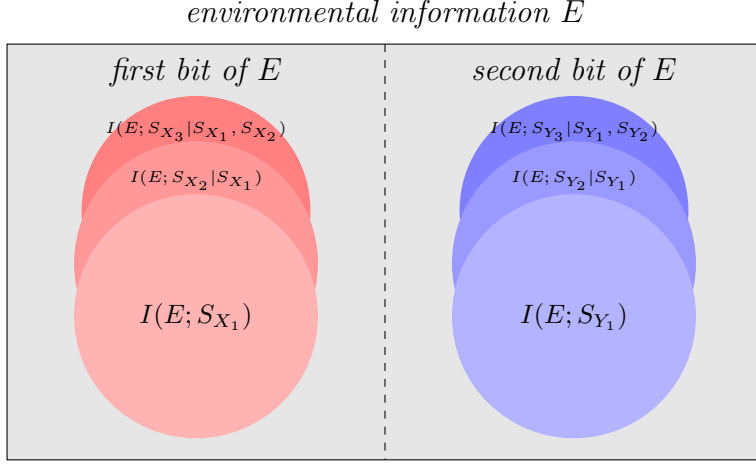 environmental information E
first bit of E
second bit of E
I(E; S_{X_3}|S_{X_1}, S_{X_2})
I(E; S_{Y_3}|S_{Y_1}, S_{Y_2})
I(E; S_{X_2}|S_{X_1})
I(E; S_{Y_2}|S_{Y_1})
I(E; S_{X_1})
I(E; S_{Y_1})